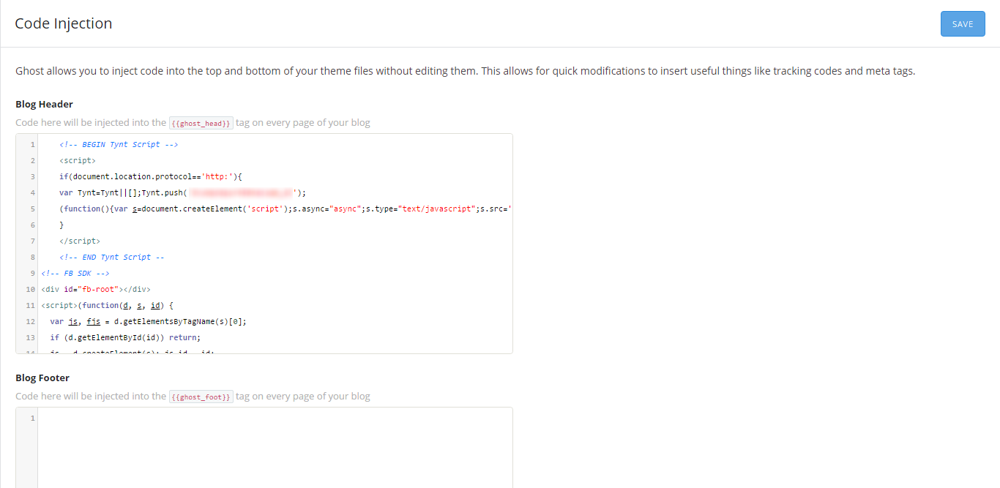 Code Injection
SAVE
Ghost allows you to inject code into the top and bottom of your theme files without editing them. This allows for quick modifications to insert useful things like tracking codes and meta tags.
Blog Header
Code here will be injected into the {{ghost_head}} tag on every page of your blog
1 <!-- BEGIN Tynt Script -->
2 <script>
3 if(document.location.protocol=='http:'){
4 var Tynt=Tynt||[];Tynt.push( ');
5 (function(){var s=document.createElement('script');s.async="async";s.type="text/javascript";s.src='
6 }
7 </script>
8 <!-- END Tynt Script --
9 <!-- FB SDK -->
10 <div id="fb-root"></div>
11 <script>(function(d, s, id) {
12 var js, fjs = d.getElementsByTagName(s)[0];
13 if (d.getElementById(id)) return;
14 js = d.createElement(s); js.id = id;
Blog Footer
Code here will be injected into the {{ghost_foot}} tag on every page of your blog
1